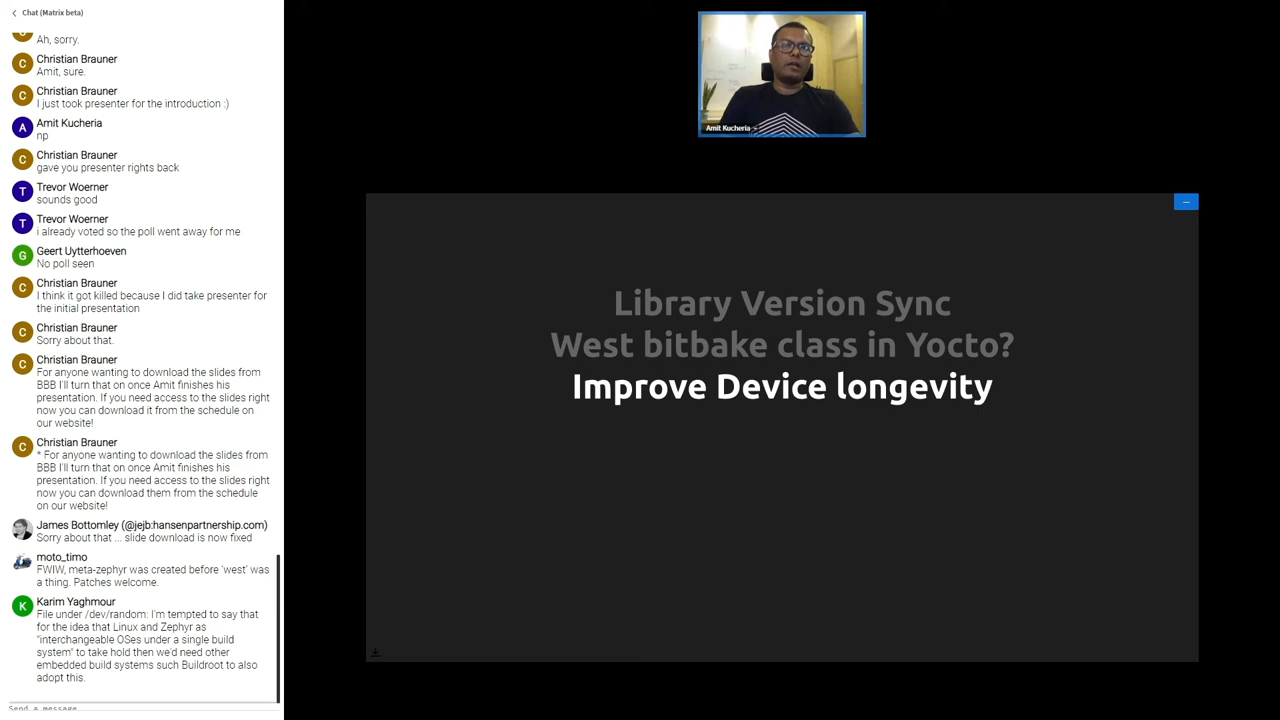 Chat (Matrix beta)
Ah, sorry.
Christian Brauner
Amit, sure.
Christian Brauner
I just took presenter for the introduction :)
Amit Kucheria
np
Christian Brauner
gave you presenter rights back
Trevor Woerner
sounds good
Trevor Woerner
i already voted so the poll went away for me
Geert Uytterhoeven
No poll seen
Christian Brauner
I think it got killed because I did take presenter for
the initial presentation
Christian Brauner
Sorry about that.
Christian Brauner
For anyone wanting to download the slides from
BBB I'll turn that on once Amit finishes his
presentation. If you need access to the slides right
now you can download it from the schedule on
our website!
Christian Brauner
* For anyone wanting to download the slides from
BBB I'll turn that on once Amit finishes his
presentation. If you need access to the slides right
now you can download them from the schedule
on our website!
James Bottomley (@jejb:hansenpartnership.com)
Sorry about that ... slide download is now fixed
moto_timo
FWIW, meta-zephyr was created before 'west' was
a thing. Patches welcome.
Karim Yaghmour
File under /dev/random: I'm tempted to say that
for the idea that Linux and Zephyr as
"interchangeable OSes under a single build
system" to take hold then we'd need other
embedded build systems such Buildroot to also
adopt this.
Send a message
Amit Kucheria
Library Version Sync
West bitbake class in Yocto?
Improve Device longevity